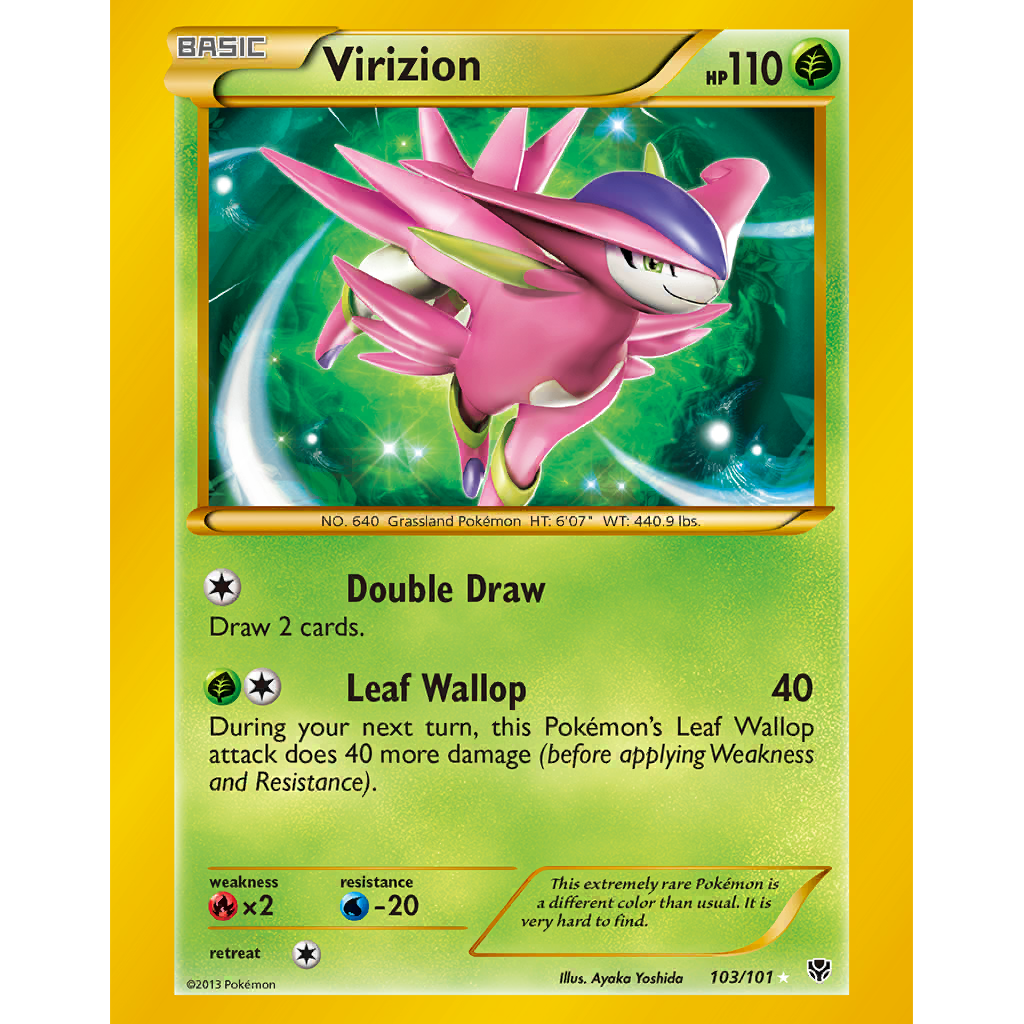 BASIC Virizion HP110
NO. 640 Grassland Pokémon HT: 6'07" WT: 440.9 lbs.
Double Draw
Draw 2 cards.
Leaf Wallop 40
During your next turn, this Pokémon's Leaf Wallop
attack does 40 more damage (before applying Weakness
and Resistance).
weakness resistance
×2 -20
This extremely rare Pokémon is
a different color than usual. It is
very hard to find.
retreat
©2013 Pokémon
Illus. Ayaka Yoshida 103/101